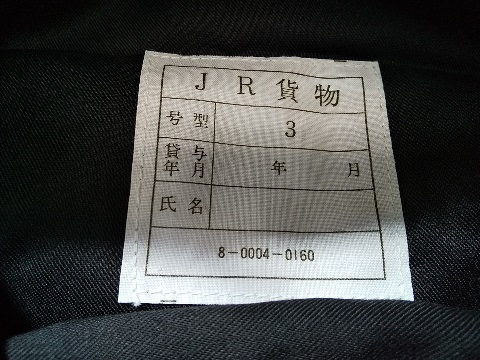 JR貨物
号型 3
貸与年月 年 月
氏名
8-0004-0160